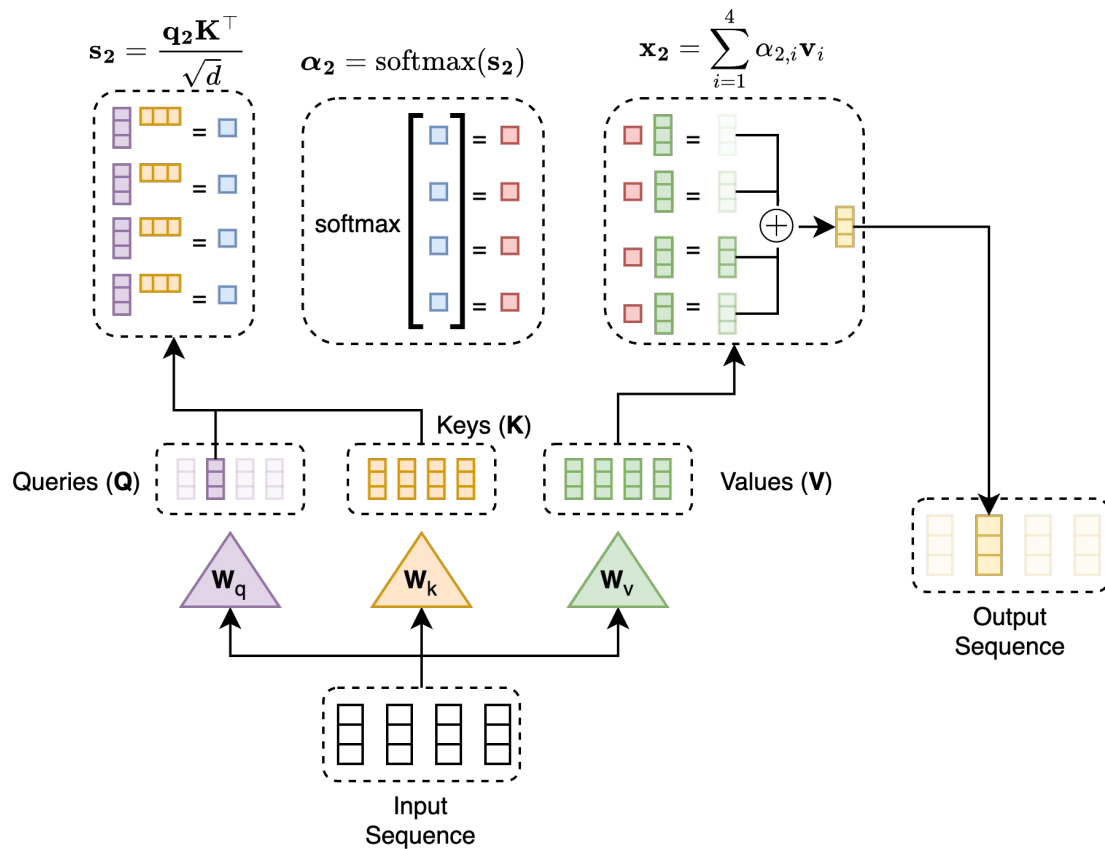 s₂ = q₂K⊤ / √d
α₂ = softmax(s₂)
x₂ = ∑_{i=1}^{4} α_{2,i} v_i
=
=
=
=
softmax
=
=
=
=
=
=
+
=
=
Keys (K)
Queries (Q)
Values (V)
W_q
W_k
W_v
Output
Sequence
Input
Sequence